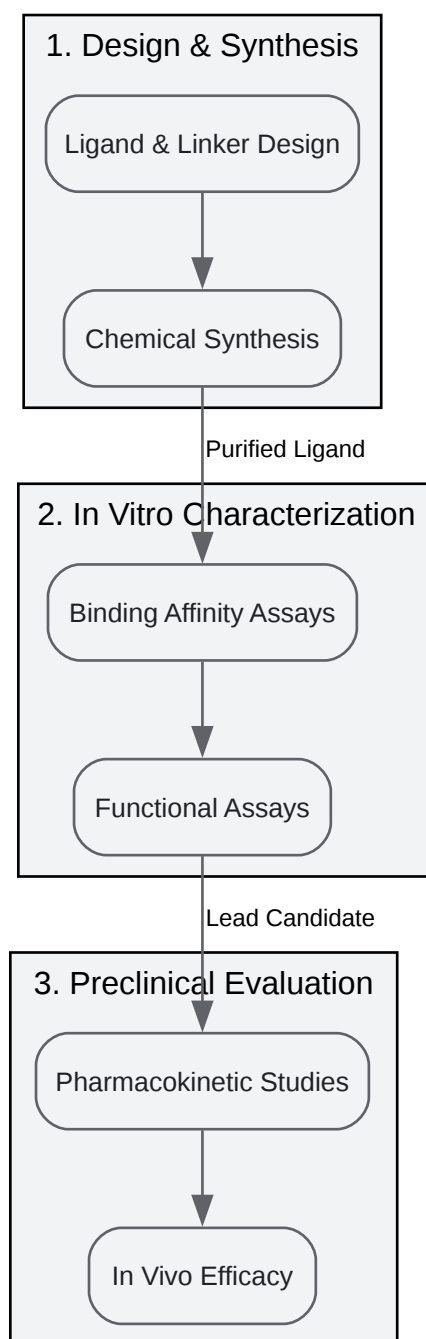 1. Design & Synthesis
Ligand & Linker Design
Chemical Synthesis
Purified Ligand
2. In Vitro Characterization
Binding Affinity Assays
Functional Assays
Lead Candidate
3. Preclinical Evaluation
Pharmacokinetic Studies
In Vivo Efficacy